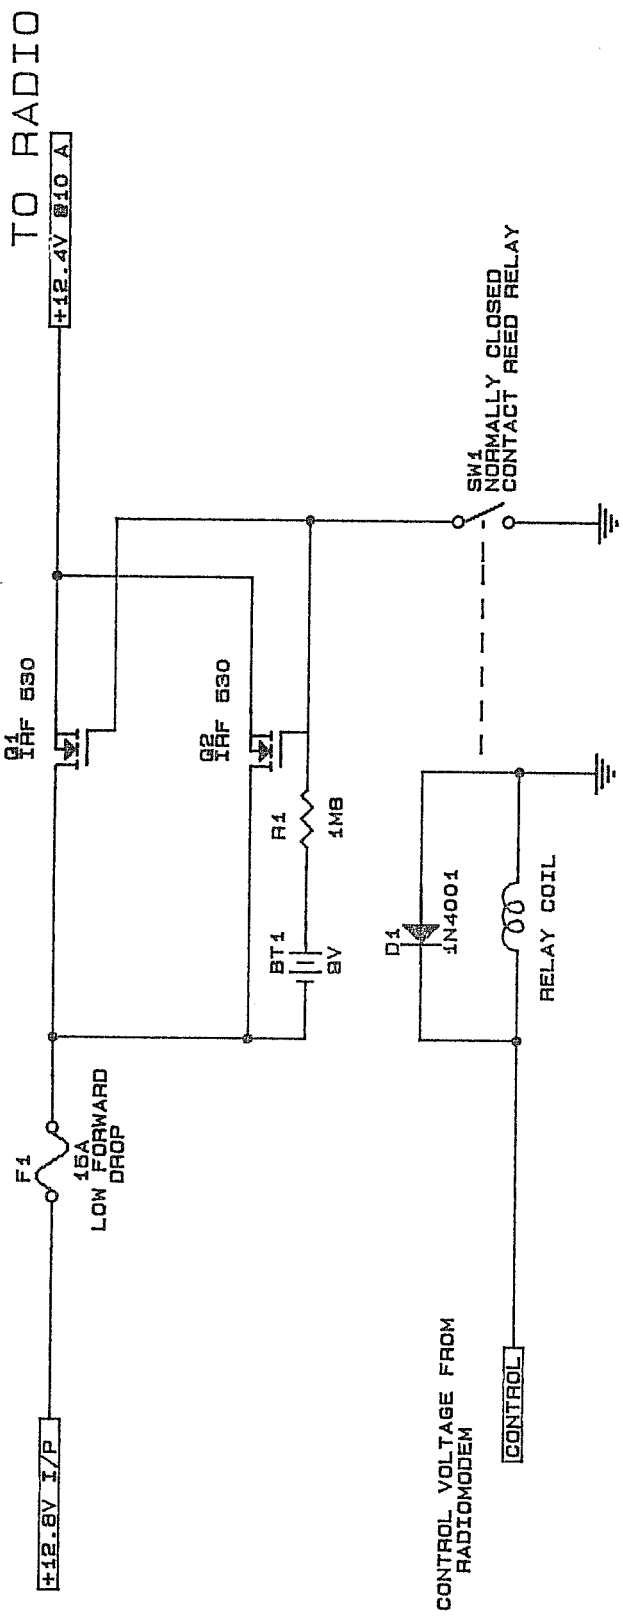 TO RADIO
+12.8V I/P
F1
15A
LOW FORWARD
DROP
Q1
IRF 530
+12.4V @10 A
Q2
IRF 530
BT1
9V
R1
1M8
CONTROL VOLTAGE FROM
RADIOMODEM
CONTROL
D1
1N4001
RELAY COIL
SW1
NORMALLY CLOSED
CONTACT REED RELAY